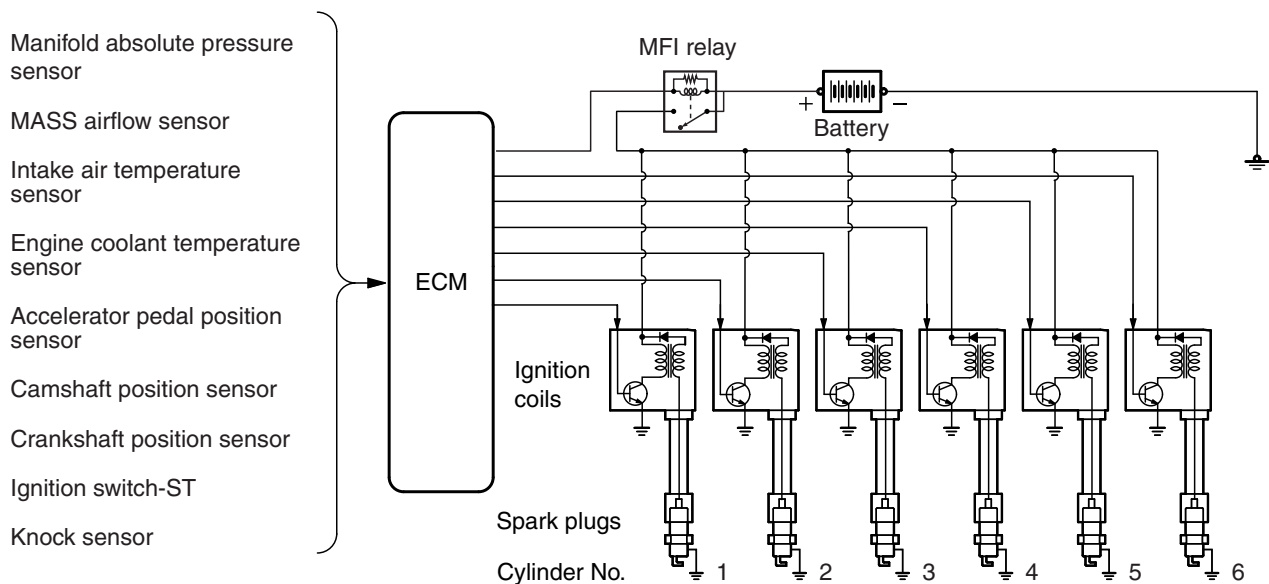 Manifold absolute pressure
sensor
MASS airflow sensor
Intake air temperature
sensor
Engine coolant temperature
sensor
Accelerator pedal position
sensor
Camshaft position sensor
Crankshaft position sensor
Ignition switch-ST
Knock sensor
ECM
MFI relay
+ −
Battery
Ignition
coils
Spark plugs
Cylinder No. 1 2 3 4 5 6